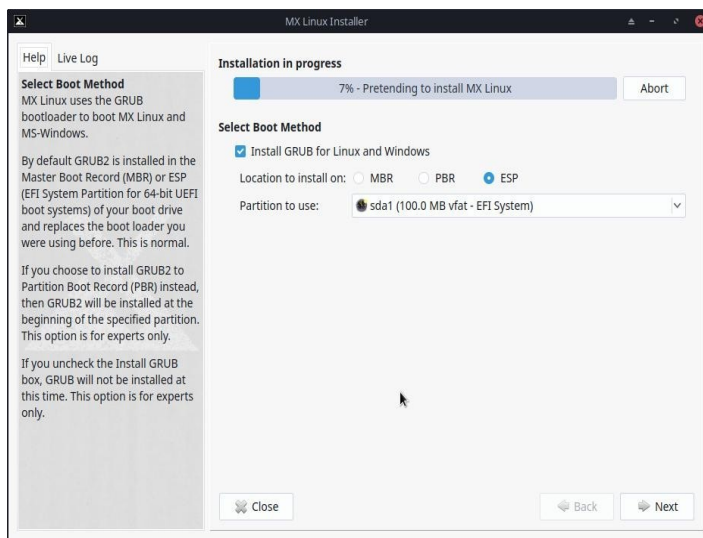 MX Linux Installer
Help Live Log
Select Boot Method
MX Linux uses the GRUB
bootloader to boot MX Linux and
MS-Windows.
By default GRUB2 is installed in the
Master Boot Record (MBR) or ESP
(EFI System Partition for 64-bit UEFI
boot systems) of your boot drive
and replaces the boot loader you
were using before. This is normal.
If you choose to install GRUB2 to
Partition Boot Record (PBR) instead,
then GRUB2 will be installed at the
beginning of the specified partition.
This option is for experts only.
If you uncheck the Install GRUB
box, GRUB will not be installed at
this time. This option is for experts
only.
Installation in progress
7% - Pretending to install MX Linux Abort
Select Boot Method
Install GRUB for Linux and Windows
Location to install on: MBR PBR ESP
Partition to use: sda1 (100.0 MB vfat - EFI System)
Close Back Next